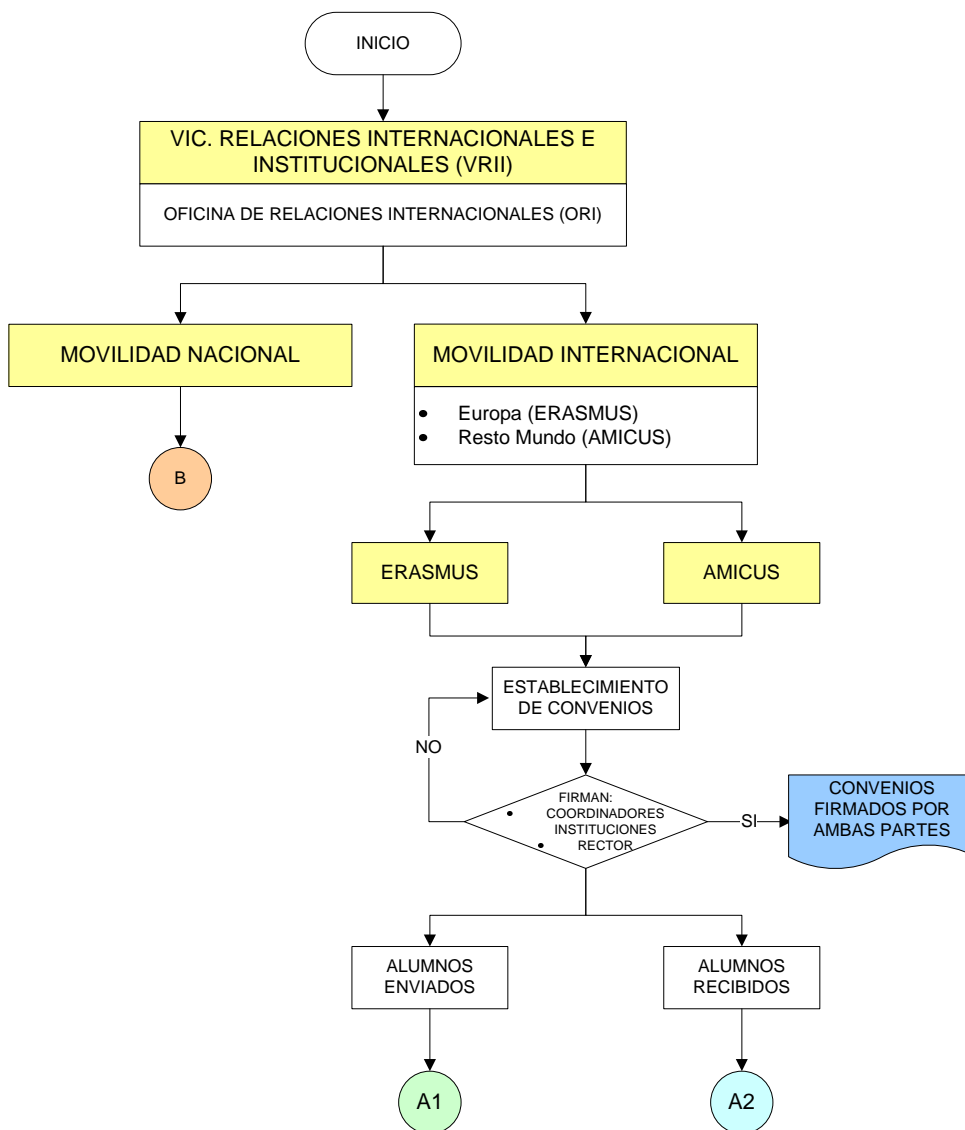 INICIO
VIC. RELACIONES INTERNACIONALES E
INSTITUCIONALES (VRII)
OFICINA DE RELACIONES INTERNACIONALES (ORI)
MOVILIDAD NACIONAL
MOVILIDAD INTERNACIONAL
• Europa (ERASMUS)
• Resto Mundo (AMICUS)
B
ERASMUS
AMICUS
ESTABLECIMIENTO
DE CONVENIOS
NO
FIRMAN:
• COORDINADORES
INSTITUCIONES
• RECTOR
SI
CONVENIOS
FIRMADOS POR
AMBAS PARTES
ALUMNOS
ENVIADOS
ALUMNOS
RECIBIDOS
A1
A2